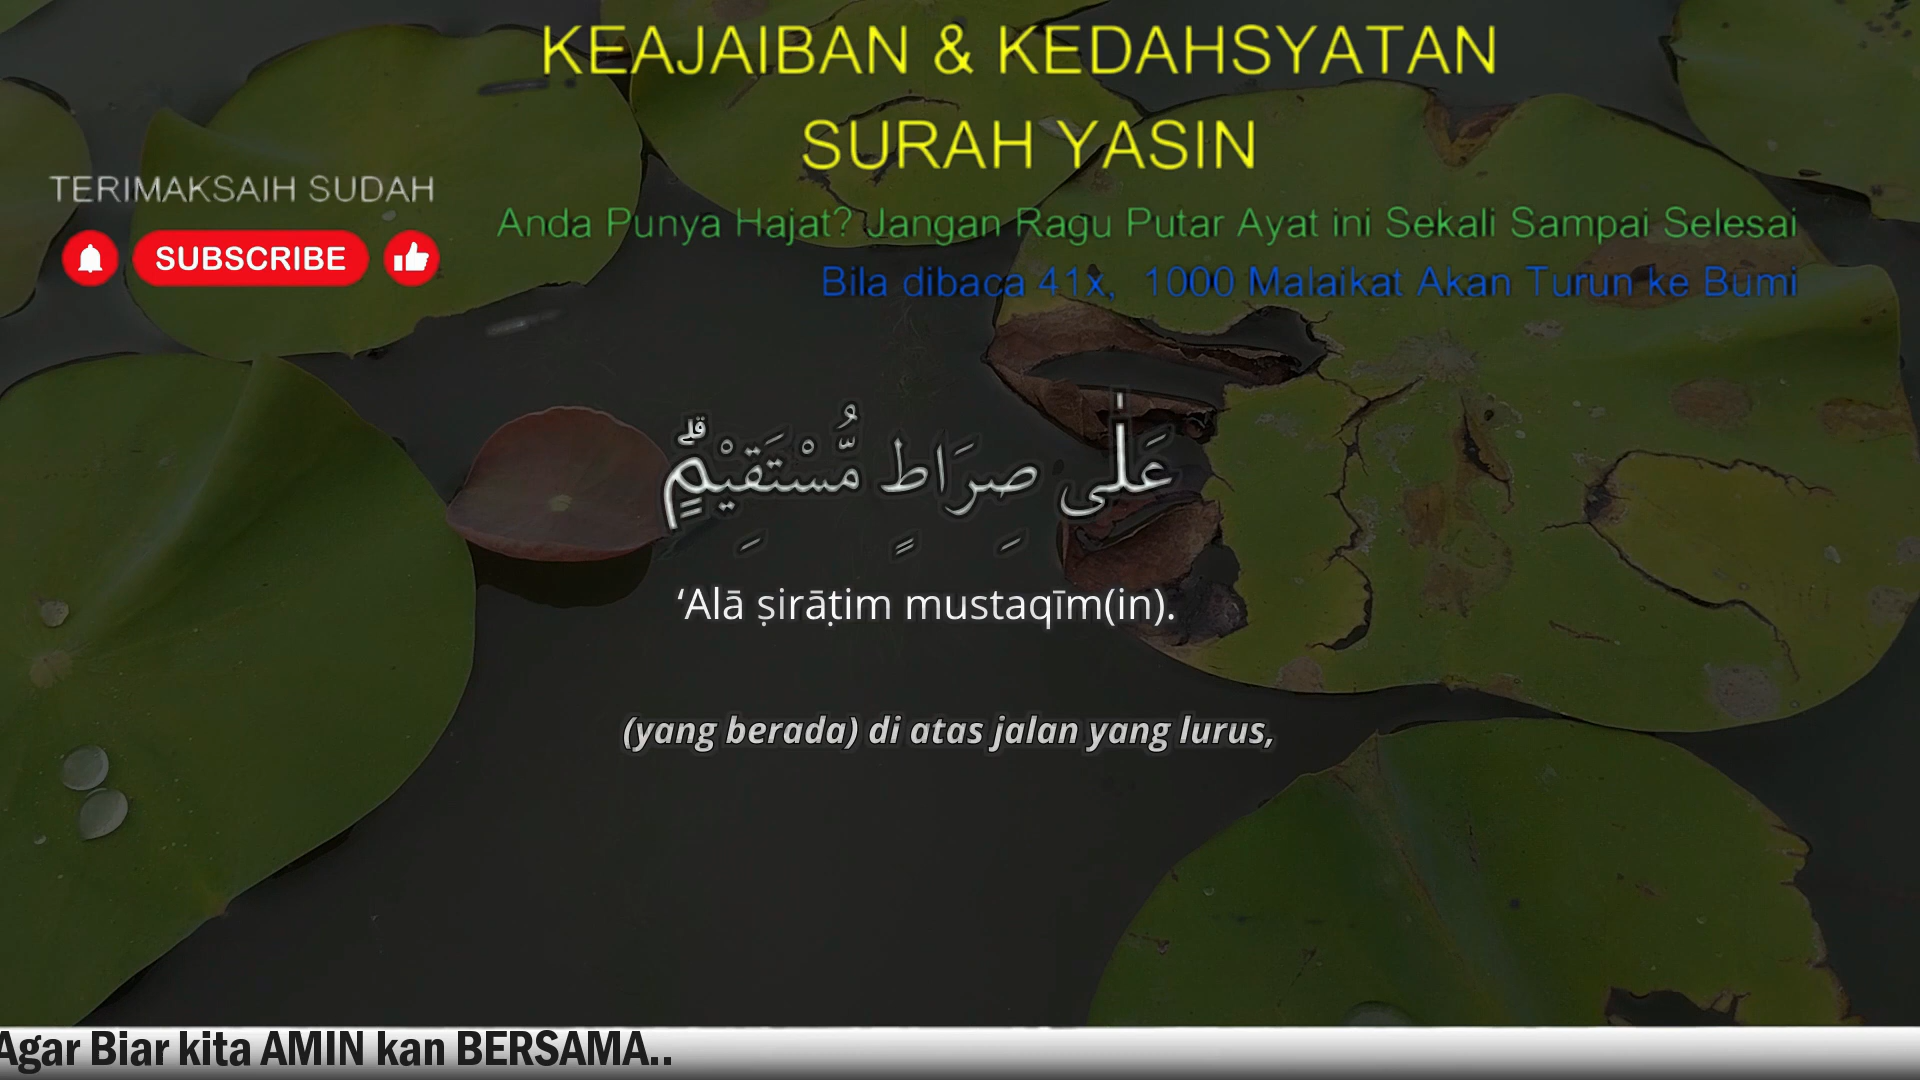 KEAJAIBAN & KEDAHSYATAN
SURAH YASIN
TERIMAKSAIH SUDAH
SUBSCRIBE
Anda Punya Hajat? Jangan Ragu Putar Ayat ini Sekali Sampai Selesai
Bila dibaca 41x, 1000 Malaikat Akan Turun ke Bumi
عَلٰى صِرَاطٍ مُّسْتَقِيْمٍۗ
‘Alā ṣirāṭim mustaqīm(in).
(yang berada) di atas jalan yang lurus,
Agar Biar kita AMIN kan BERSAMA..